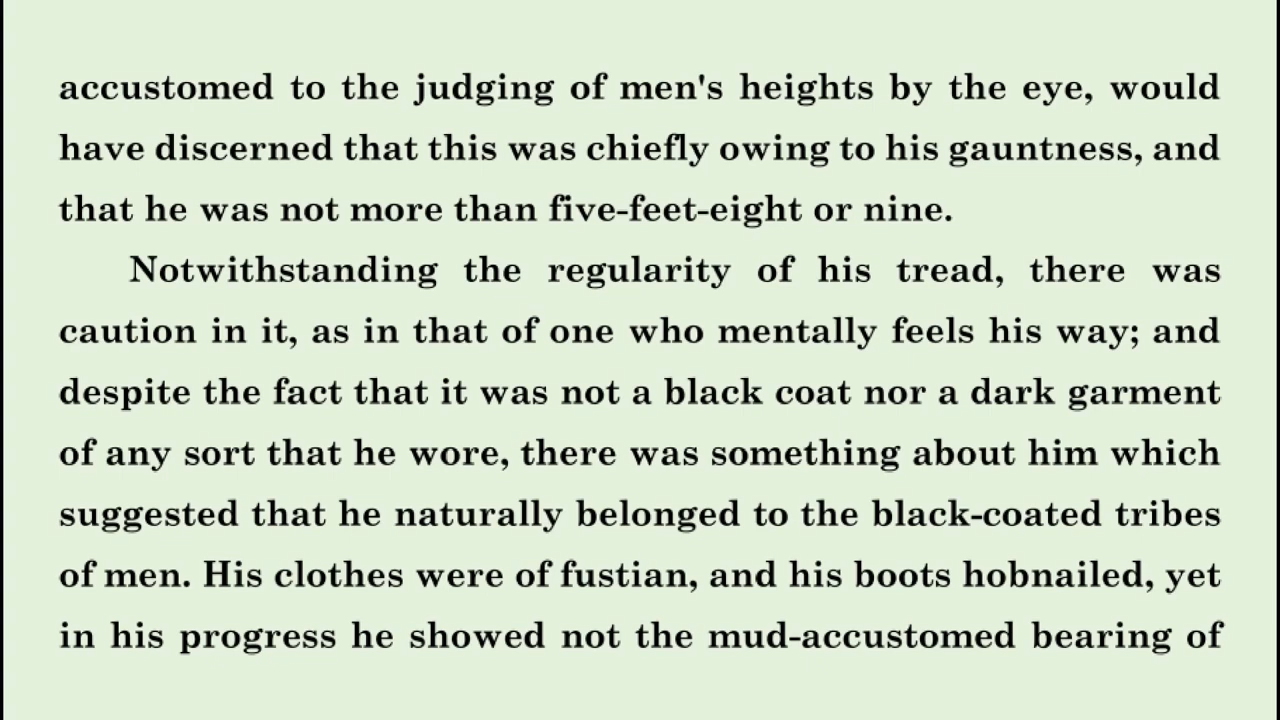 accustomed to the judging of men's heights by the eye, would
have discerned that this was chiefly owing to his gauntness, and
that he was not more than five-feet-eight or nine.
Notwithstanding the regularity of his tread, there was
caution in it, as in that of one who mentally feels his way; and
despite the fact that it was not a black coat nor a dark garment
of any sort that he wore, there was something about him which
suggested that he naturally belonged to the black-coated tribes
of men. His clothes were of fustian, and his boots hobnailed, yet
in his progress he showed not the mud-accustomed bearing of